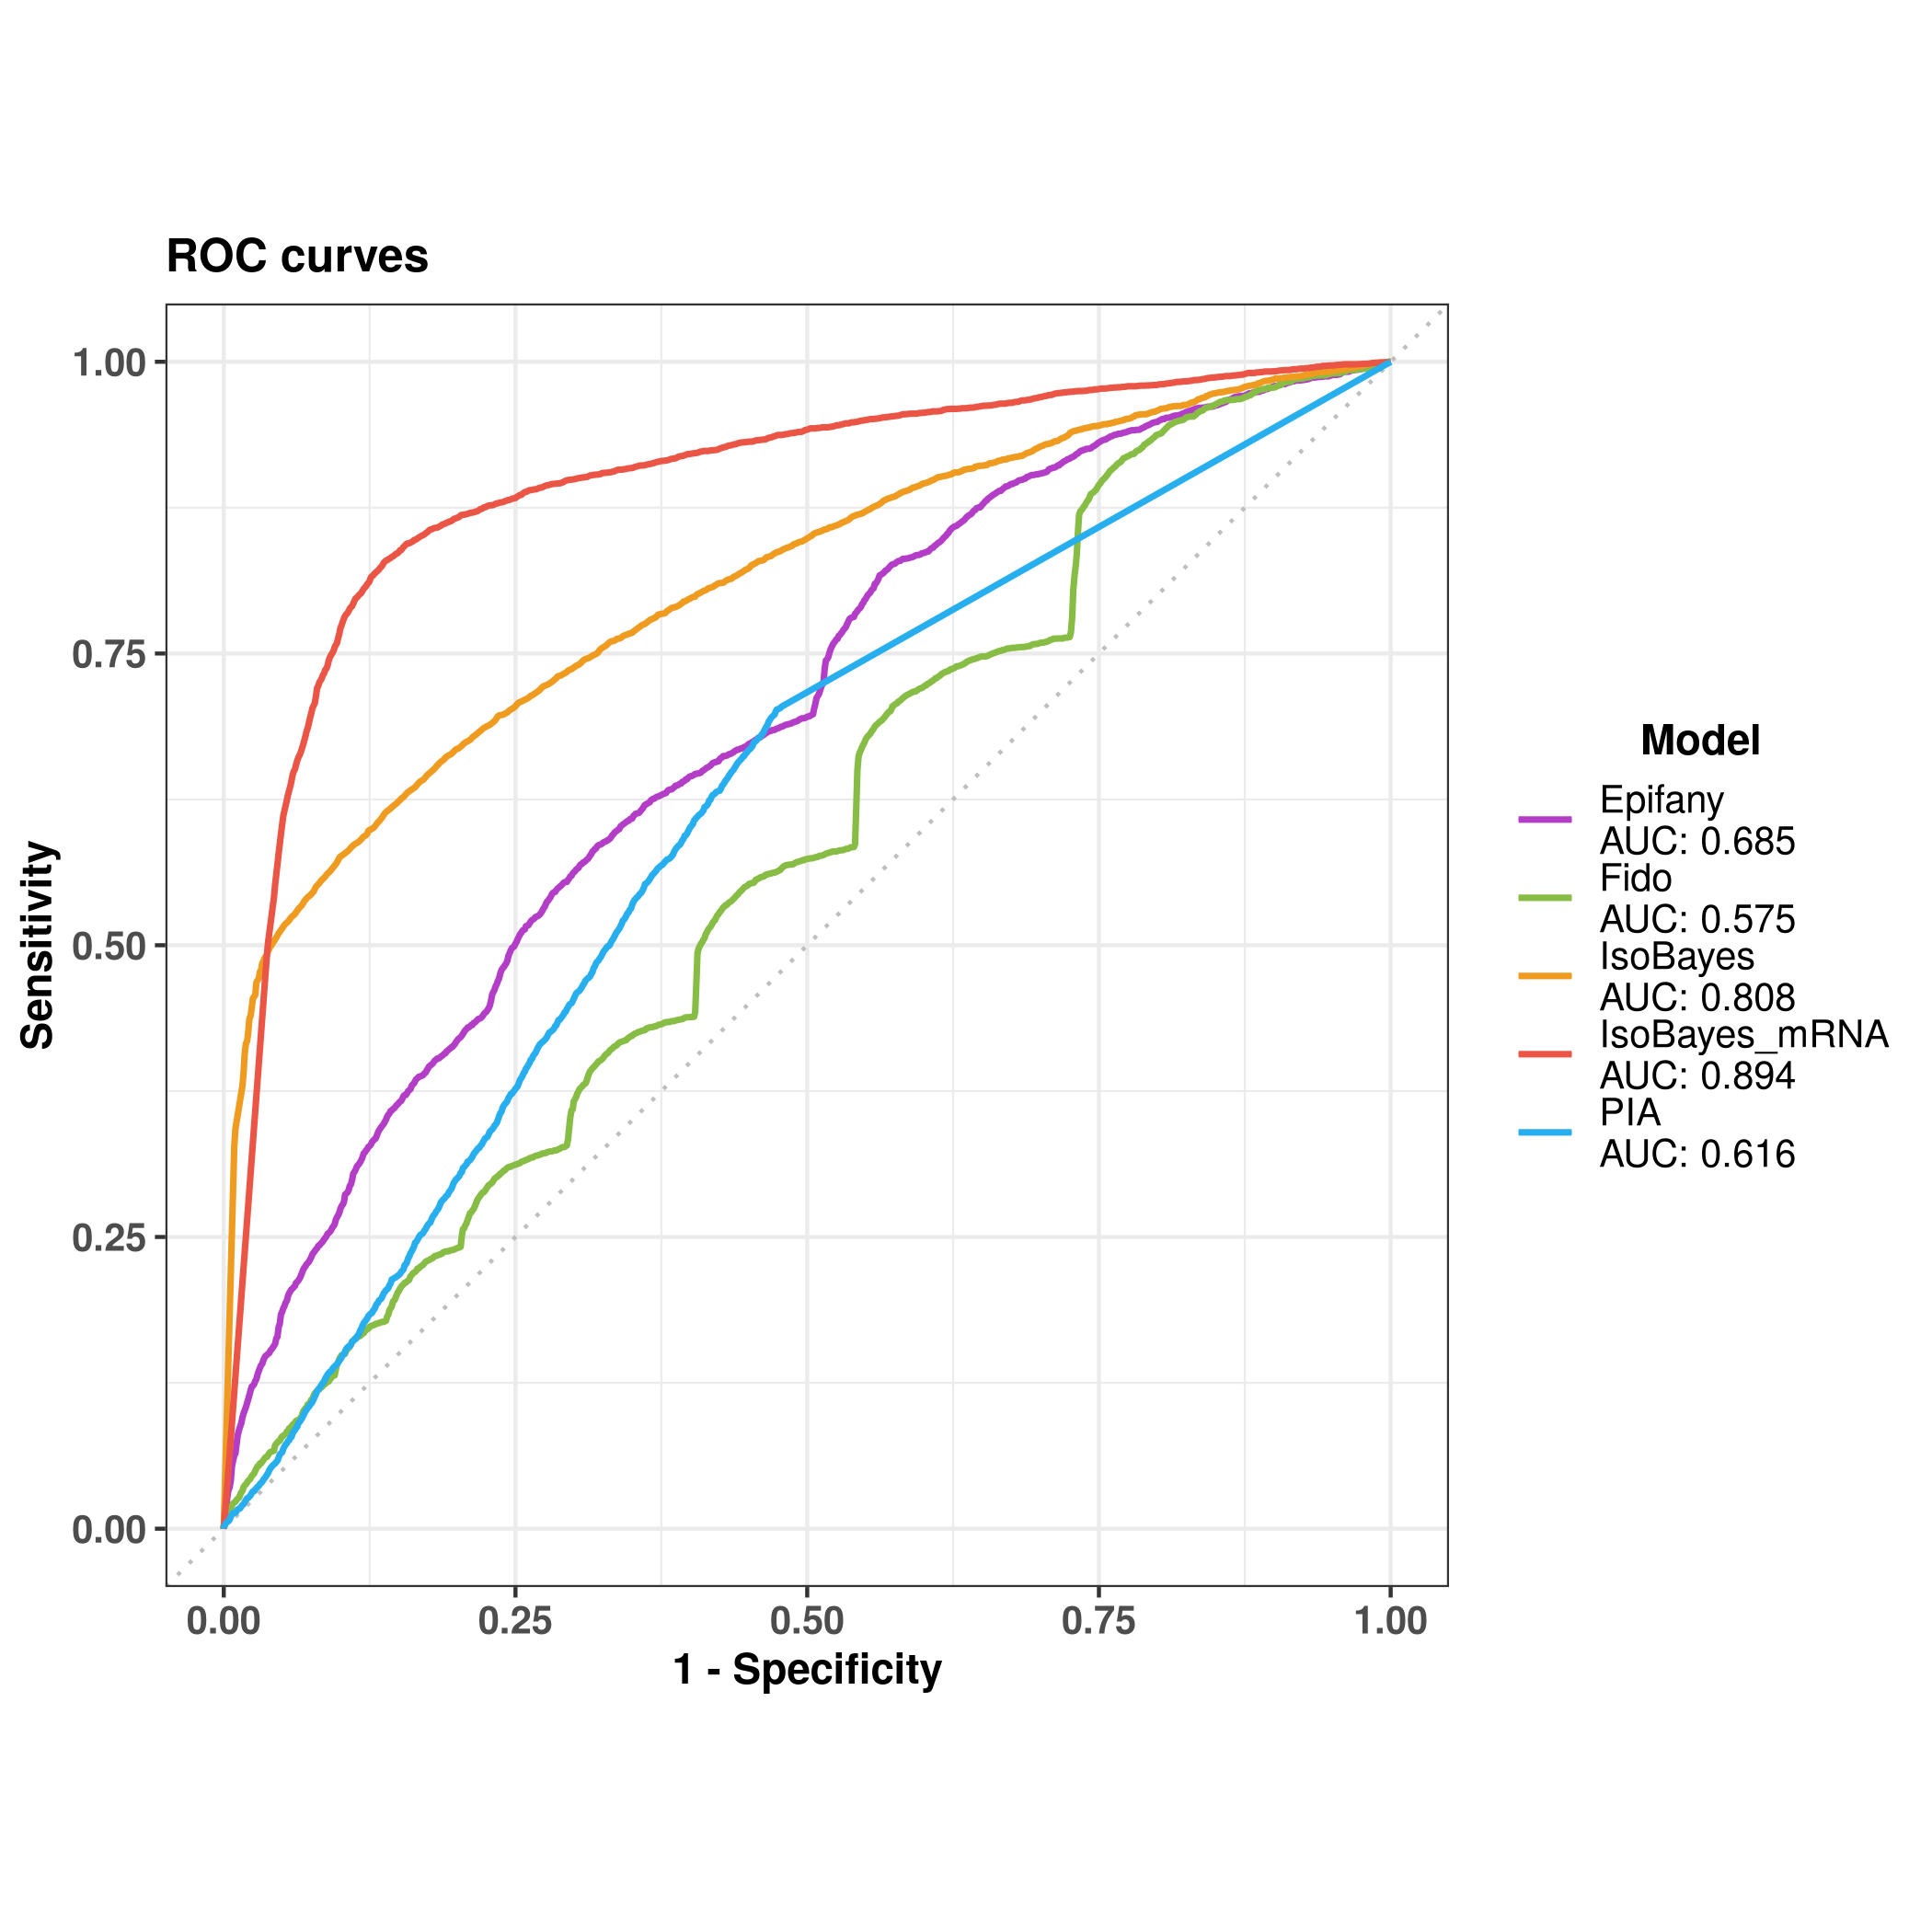 ROC curves
1.00
0.75
0.50
0.25
0.00
Sensitivity
0.00 0.25 0.50 0.75 1.00
1 - Specificity
Model
Epifany
AUC: 0.685
Fido
AUC: 0.575
IsoBayes
AUC: 0.808
IsoBayes_mRNA
AUC: 0.894
PIA
AUC: 0.616